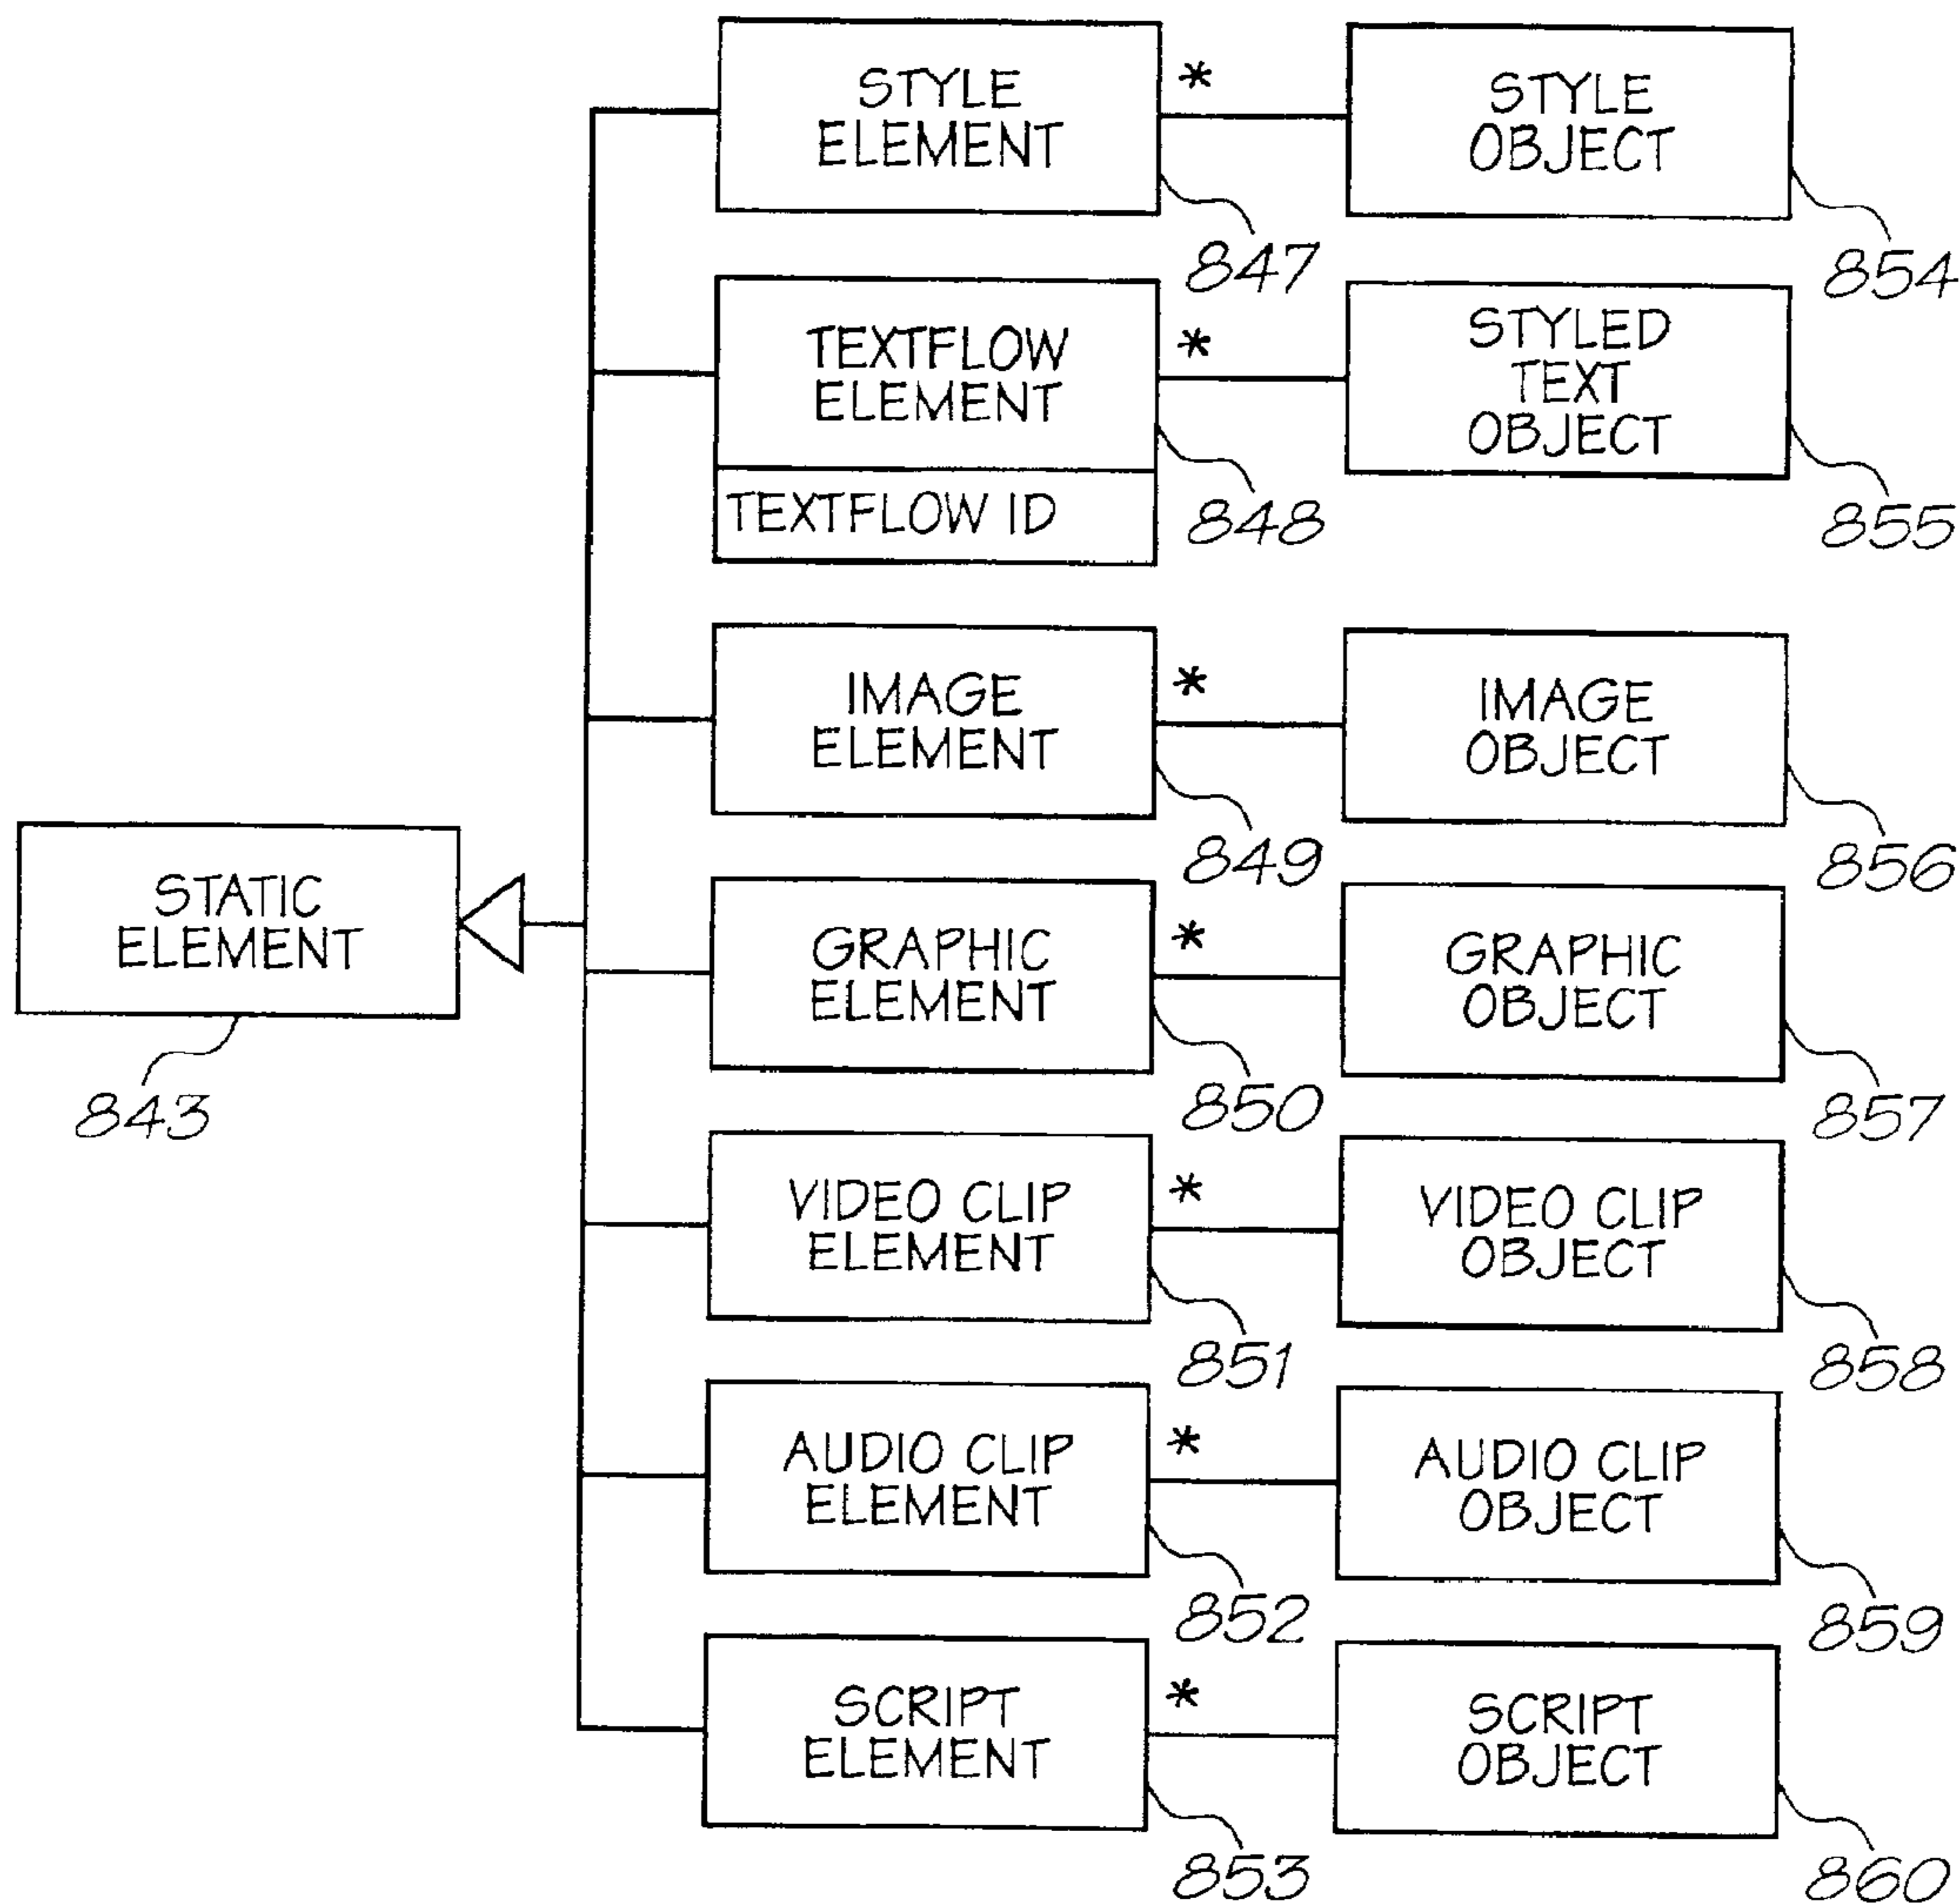 STYLE
ELEMENT
*
STYLE
OBJECT
847
854
TEXTFLOW
ELEMENT
TEXTFLOW ID
*
STYLED
TEXT
OBJECT
848
855
IMAGE
ELEMENT
*
IMAGE
OBJECT
849
856
STATIC
ELEMENT
843
GRAPHIC
ELEMENT
*
GRAPHIC
OBJECT
850
857
VIDEO CLIP
ELEMENT
*
VIDEO CLIP
OBJECT
851
858
AUDIO CLIP
ELEMENT
*
AUDIO CLIP
OBJECT
852
859
SCRIPT
ELEMENT
*
SCRIPT
OBJECT
853
860